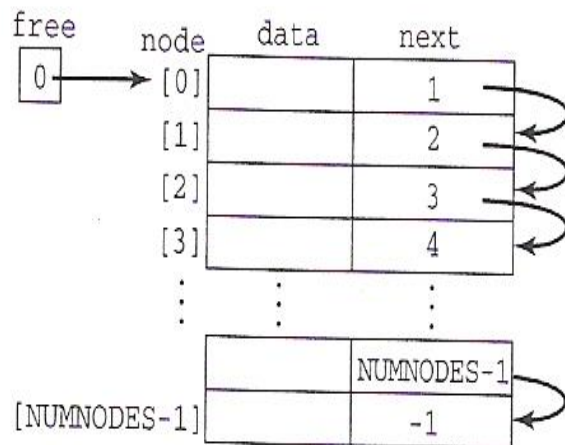 free
node data next
0 [0] 1
[1] 2
[2] 3
[3] 4
NUMNODES-1
[NUMNODES-1] -1